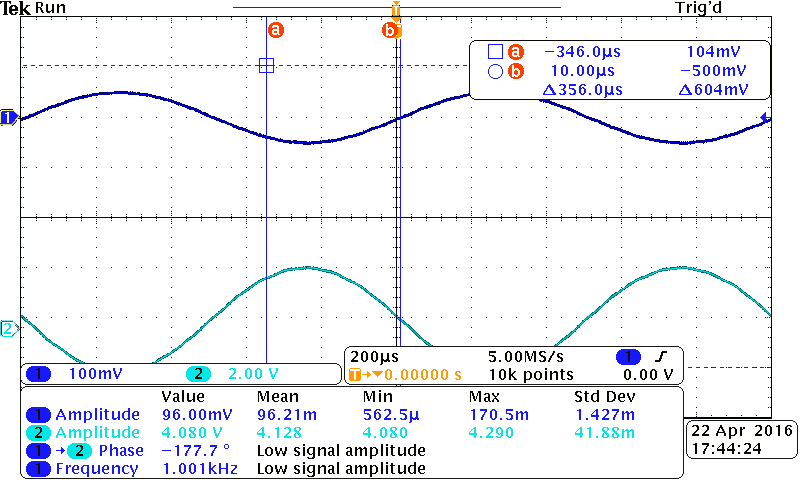 Tek Run Trig'd
T
a b
a −346.0µs 104mV
b 10.00µs −500mV
Δ356.0µs Δ604mV
1
2
1 100mV 2 2.00 V
200µs 5.00MS/s 1
T→▼0.00000 s 10k points 0.00 V
Value Mean Min Max Std Dev
1 Amplitude 96.00mV 96.21m 562.5µ 170.5m 1.427m
2 Amplitude 4.080 V 4.128 4.080 4.290 41.88m
1 → 2 Phase −177.7 ° Low signal amplitude
1 Frequency 1.001kHz Low signal amplitude
22 Apr 2016
17:44:24